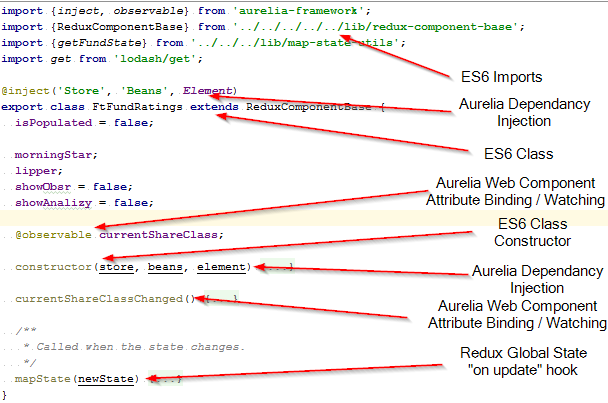 import {inject, observable} from 'aurelia-framework';
import {ReduxComponentBase} from '../../../../../lib/redux-component-base';
import {getFundState} from '../../../lib/map-state-utils';
import get from 'lodash/get';
ES6 Imports
@inject('Store', 'Beans', Element)
Aurelia Dependancy
Injection
export class FtFundRatings extends ReduxComponentBase {
isPopulated = false;
ES6 Class
morningStar;
lipper;
showObsr = false;
showAnalizy = false;
Aurelia Web Component
Attribute Binding / Watching
@observable currentShareClass;
ES6 Class
Constructor
constructor(store, beans, element) {...}
Aurelia Dependancy
Injection
currentShareClassChanged() {...}
Aurelia Web Component
Attribute Binding / Watching
/**
* Called when the state changes.
*/
mapState(newState) {...}
Redux Global State
"on update" hook
}